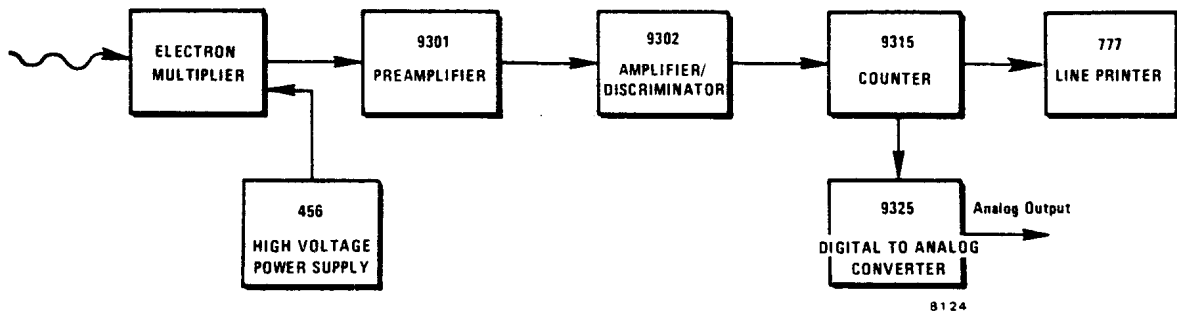 ELECTRON
MULTIPLIER
9301
PREAMPLIFIER
9302
AMPLIFIER/
DISCRIMINATOR
9315
COUNTER
777
LINE PRINTER
456
HIGH VOLTAGE
POWER SUPPLY
9325
DIGITAL TO ANALOG
CONVERTER
Analog Output
8124